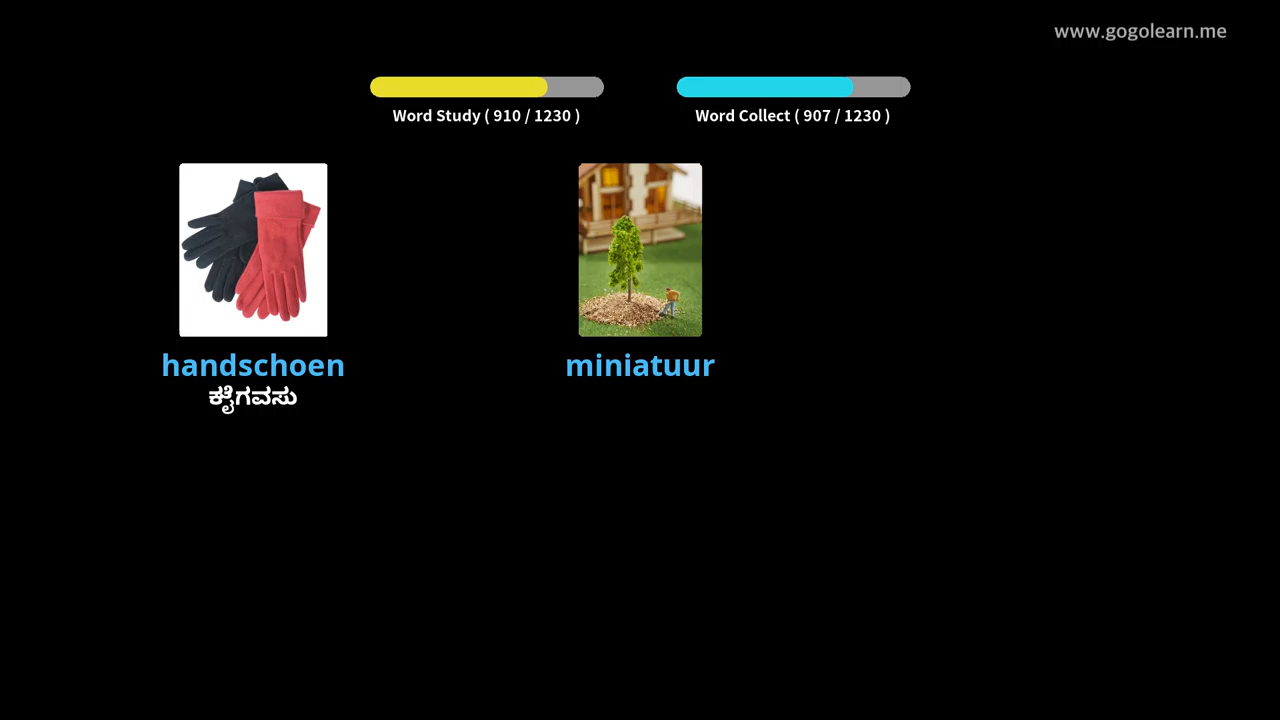 www.gogolearn.me
Word Study ( 910 / 1230 )
Word Collect ( 907 / 1230 )
handschoen
ಕೈಗವಸು
miniatuur